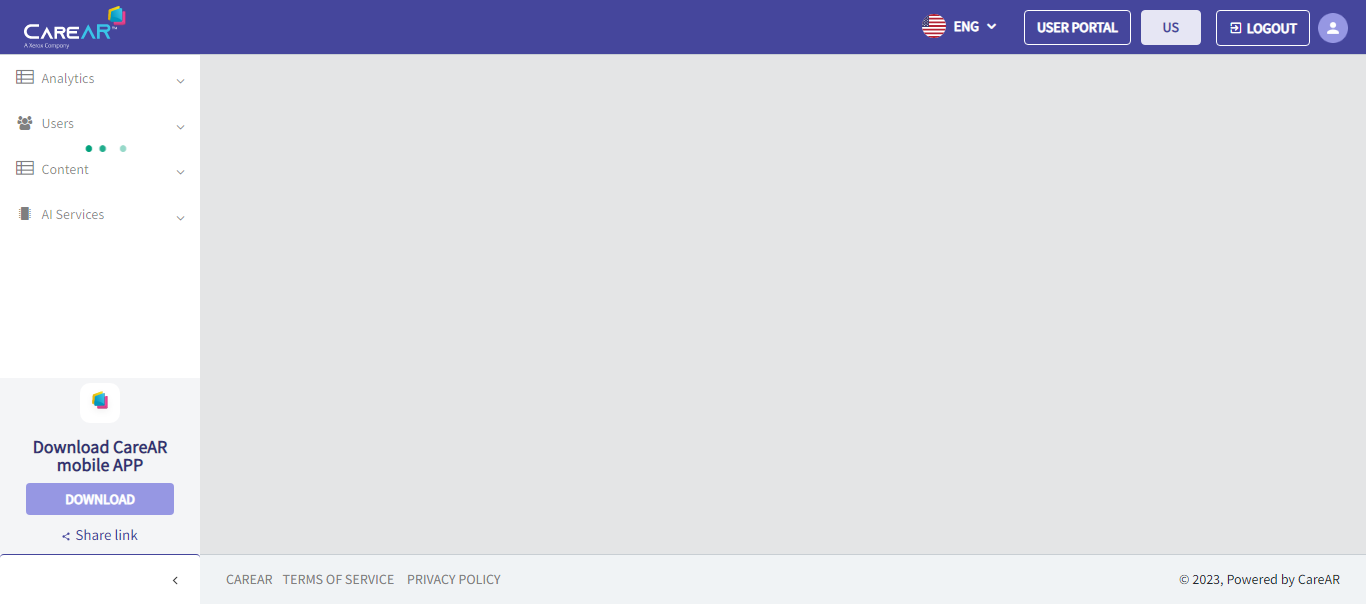 CAREAR™
A Xerox Company
ENG
USER PORTAL
US
LOGOUT
Analytics
Users
Content
AI Services
Download CareAR
mobile APP
DOWNLOAD
Share link
CAREAR TERMS OF SERVICE PRIVACY POLICY
© 2023, Powered by CareAR